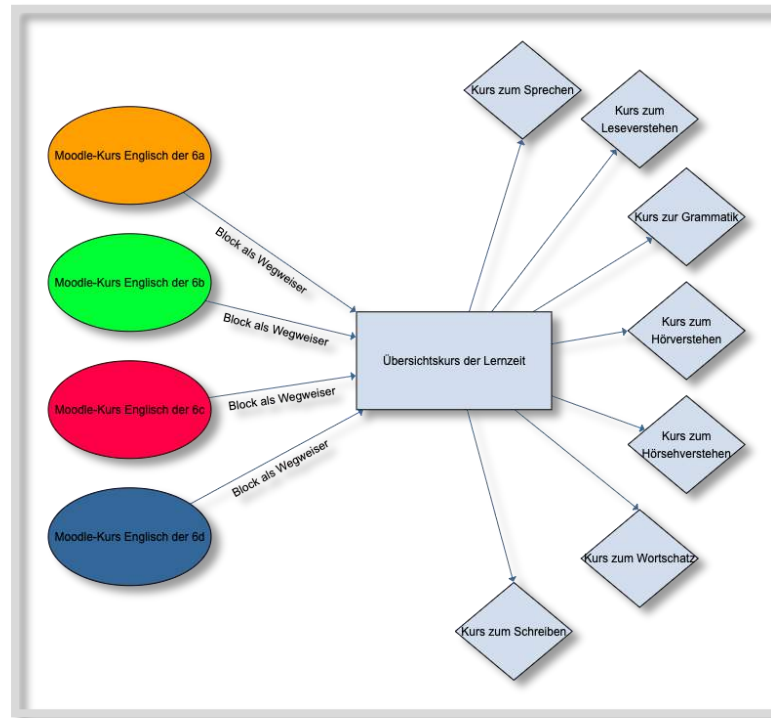 Moodle-Kurs Englisch der 6a
Moodle-Kurs Englisch der 6b
Moodle-Kurs Englisch der 6c
Moodle-Kurs Englisch der 6d
Block als Wegweiser
Block als Wegweiser
Block als Wegweiser
Block als Wegweiser
Übersichtskurs der Lernzeit
Kurs zum Sprechen
Kurs zum
Leseverstehen
Kurs zur Grammatik
Kurs zum
Hörverstehen
Kurs zum
Hörsehverstehen
Kurs zum Wortschatz
Kurs zum Schreiben